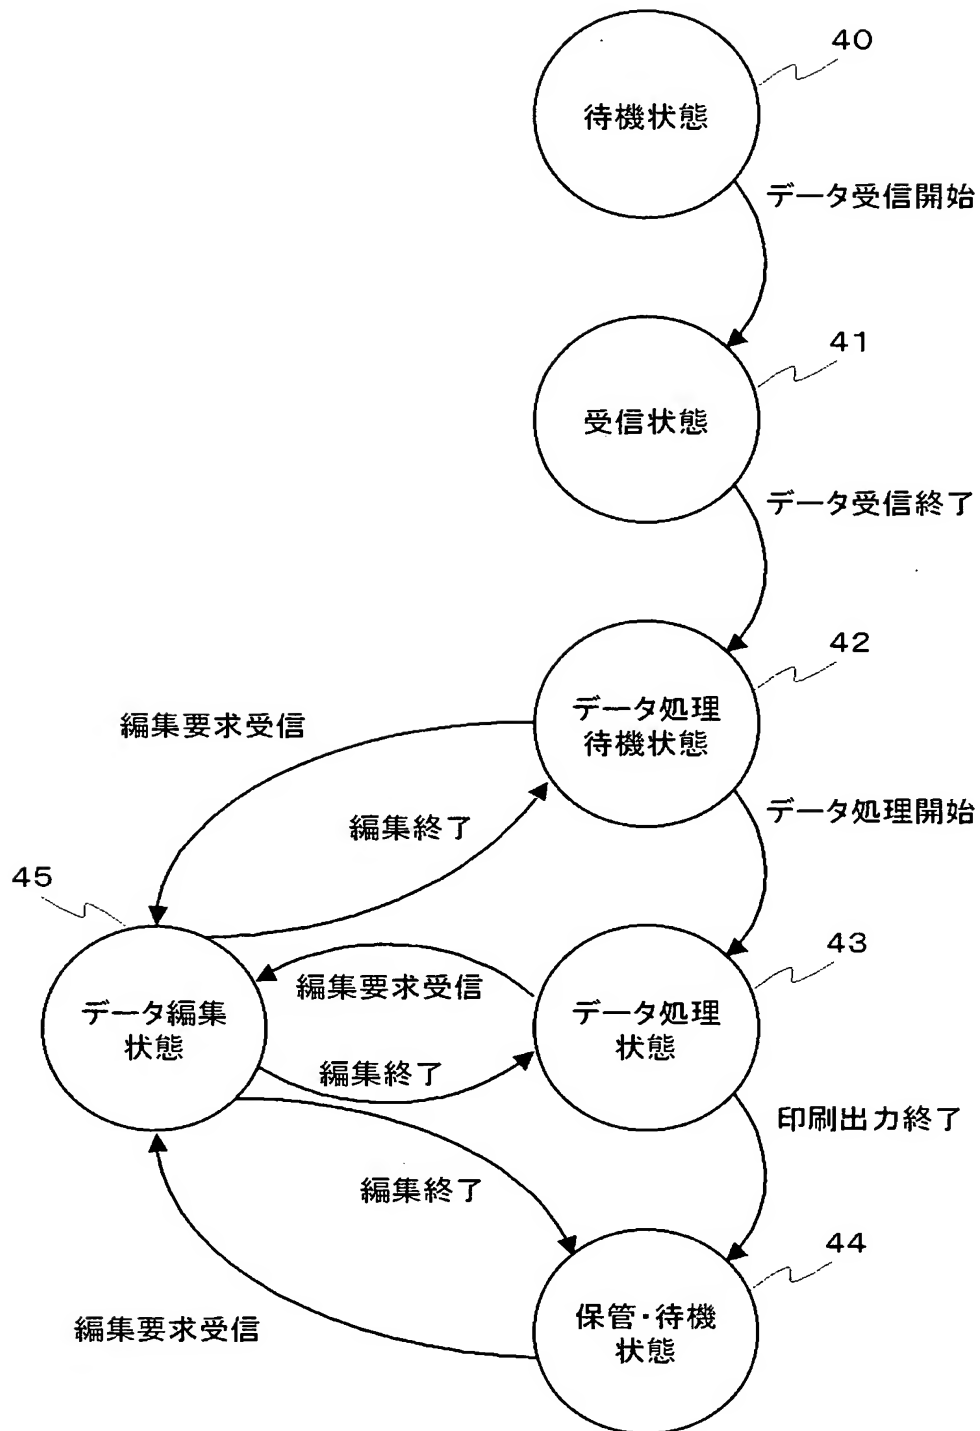 40
待機状態
データ受信開始
41
受信状態
データ受信終了
42
データ処理
待機状態
編集要求受信
編集終了
データ処理開始
45
43
データ編集
状態
編集要求受信
データ処理
状態
編集終了
印刷出力終了
編集終了
44
保管・待機
状態
編集要求受信